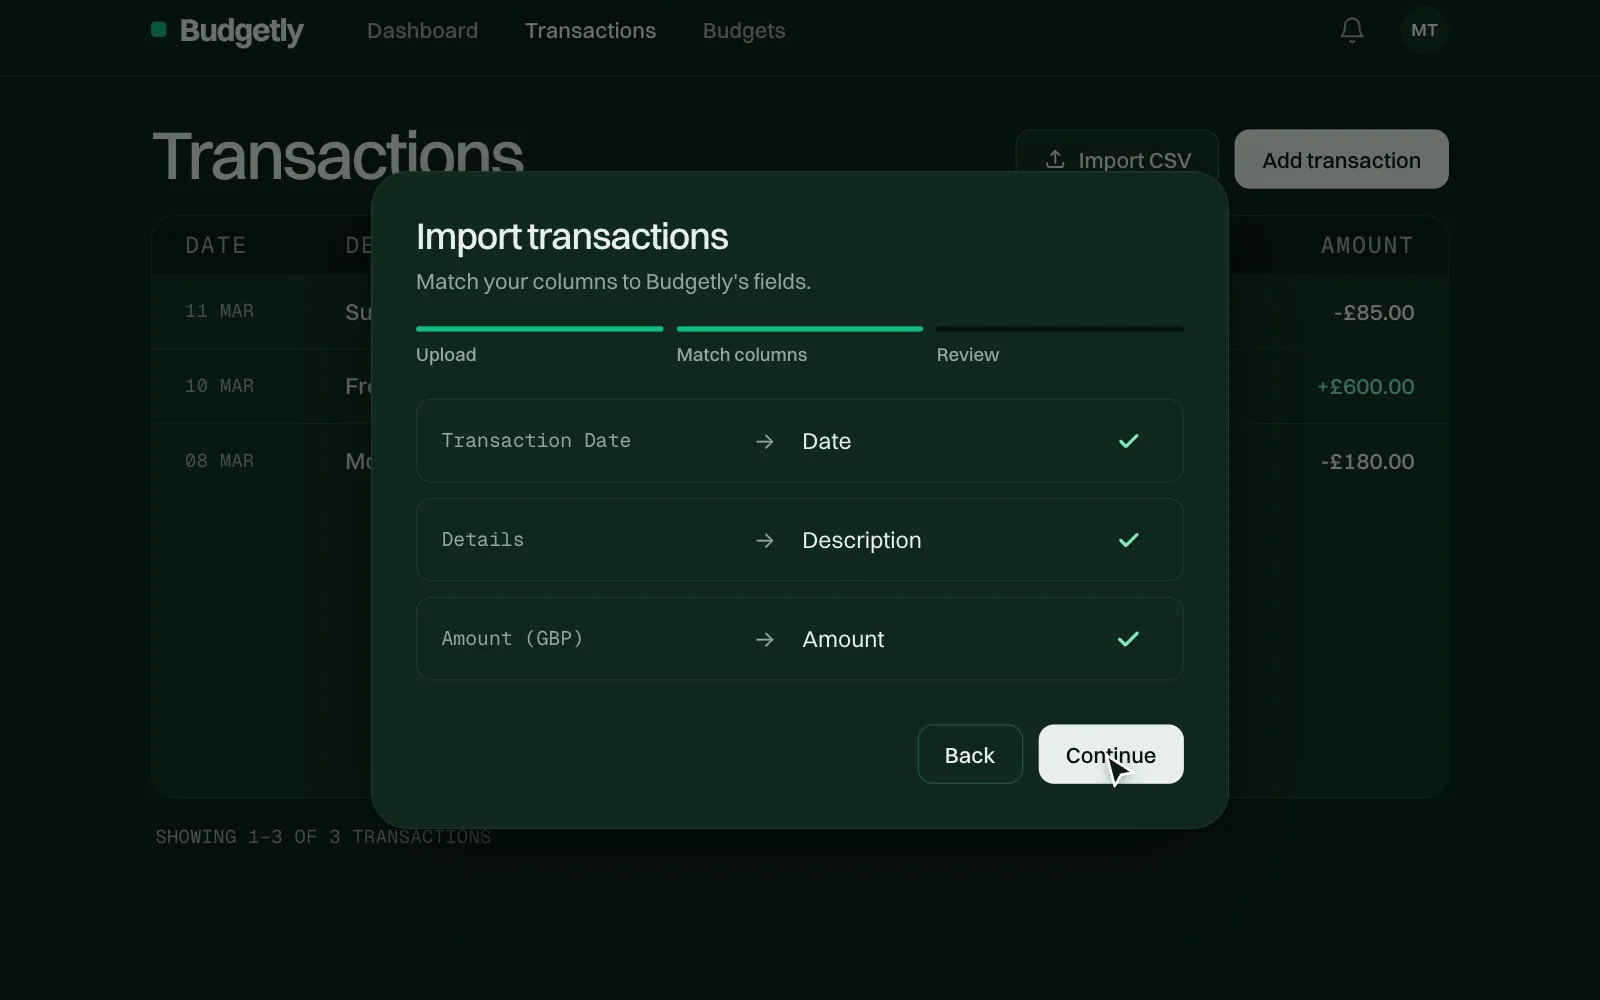 Budgetly Dashboard Transactions Budgets MT
Transactions Import CSV Add transaction
DATE AMOUNT
11 MAR -£85.00
10 MAR +£600.00
08 MAR -£180.00
Import transactions
Match your columns to Budgetly's fields.
Upload Match columns Review
Transaction Date → Date
Details → Description
Amount (GBP) → Amount
Back Continue
SHOWING 1–3 OF 3 TRANSACTIONS